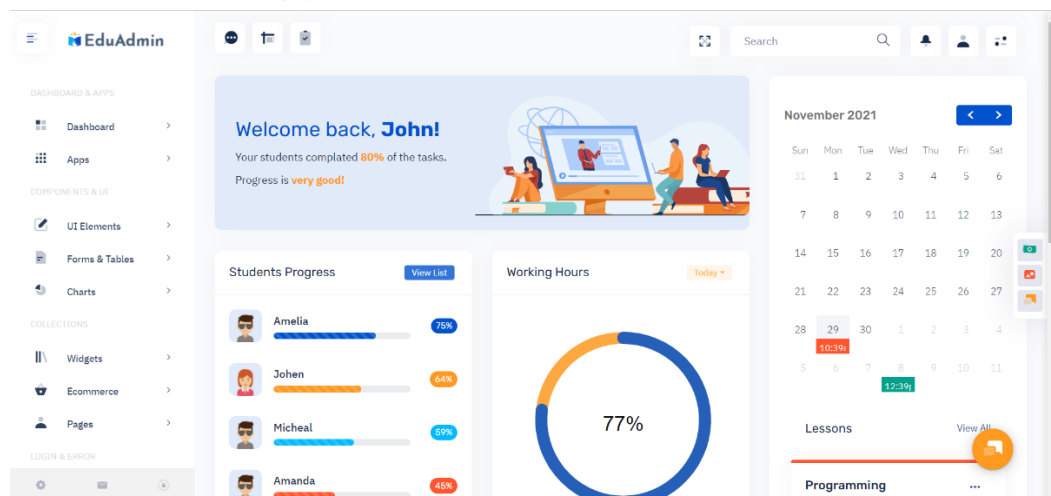 EduAdmin
Search
DASHBOARD & APPS
Dashboard
Apps
COMPONENTS & UI
UI Elements
Forms & Tables
Charts
COLLECTIONS
Widgets
Ecommerce
Pages
LOGIN & ERROR
Welcome back, John!
Your students complated 80% of the tasks.
Progress is very good!
Students Progress View List
Amelia 75%
Johen 64%
Micheal 59%
Amanda 45%
Working Hours Today
77%
November 2021
Sun Mon Tue Wed Thu Fri Sat
31 1 2 3 4 5 6
7 8 9 10 11 12 13
14 15 16 17 18 19 20
21 22 23 24 25 26 27
28 29 30 1 2 3 4
10:39
5 6 7 8 9 10 11
12:39
Lessons View All
Programming